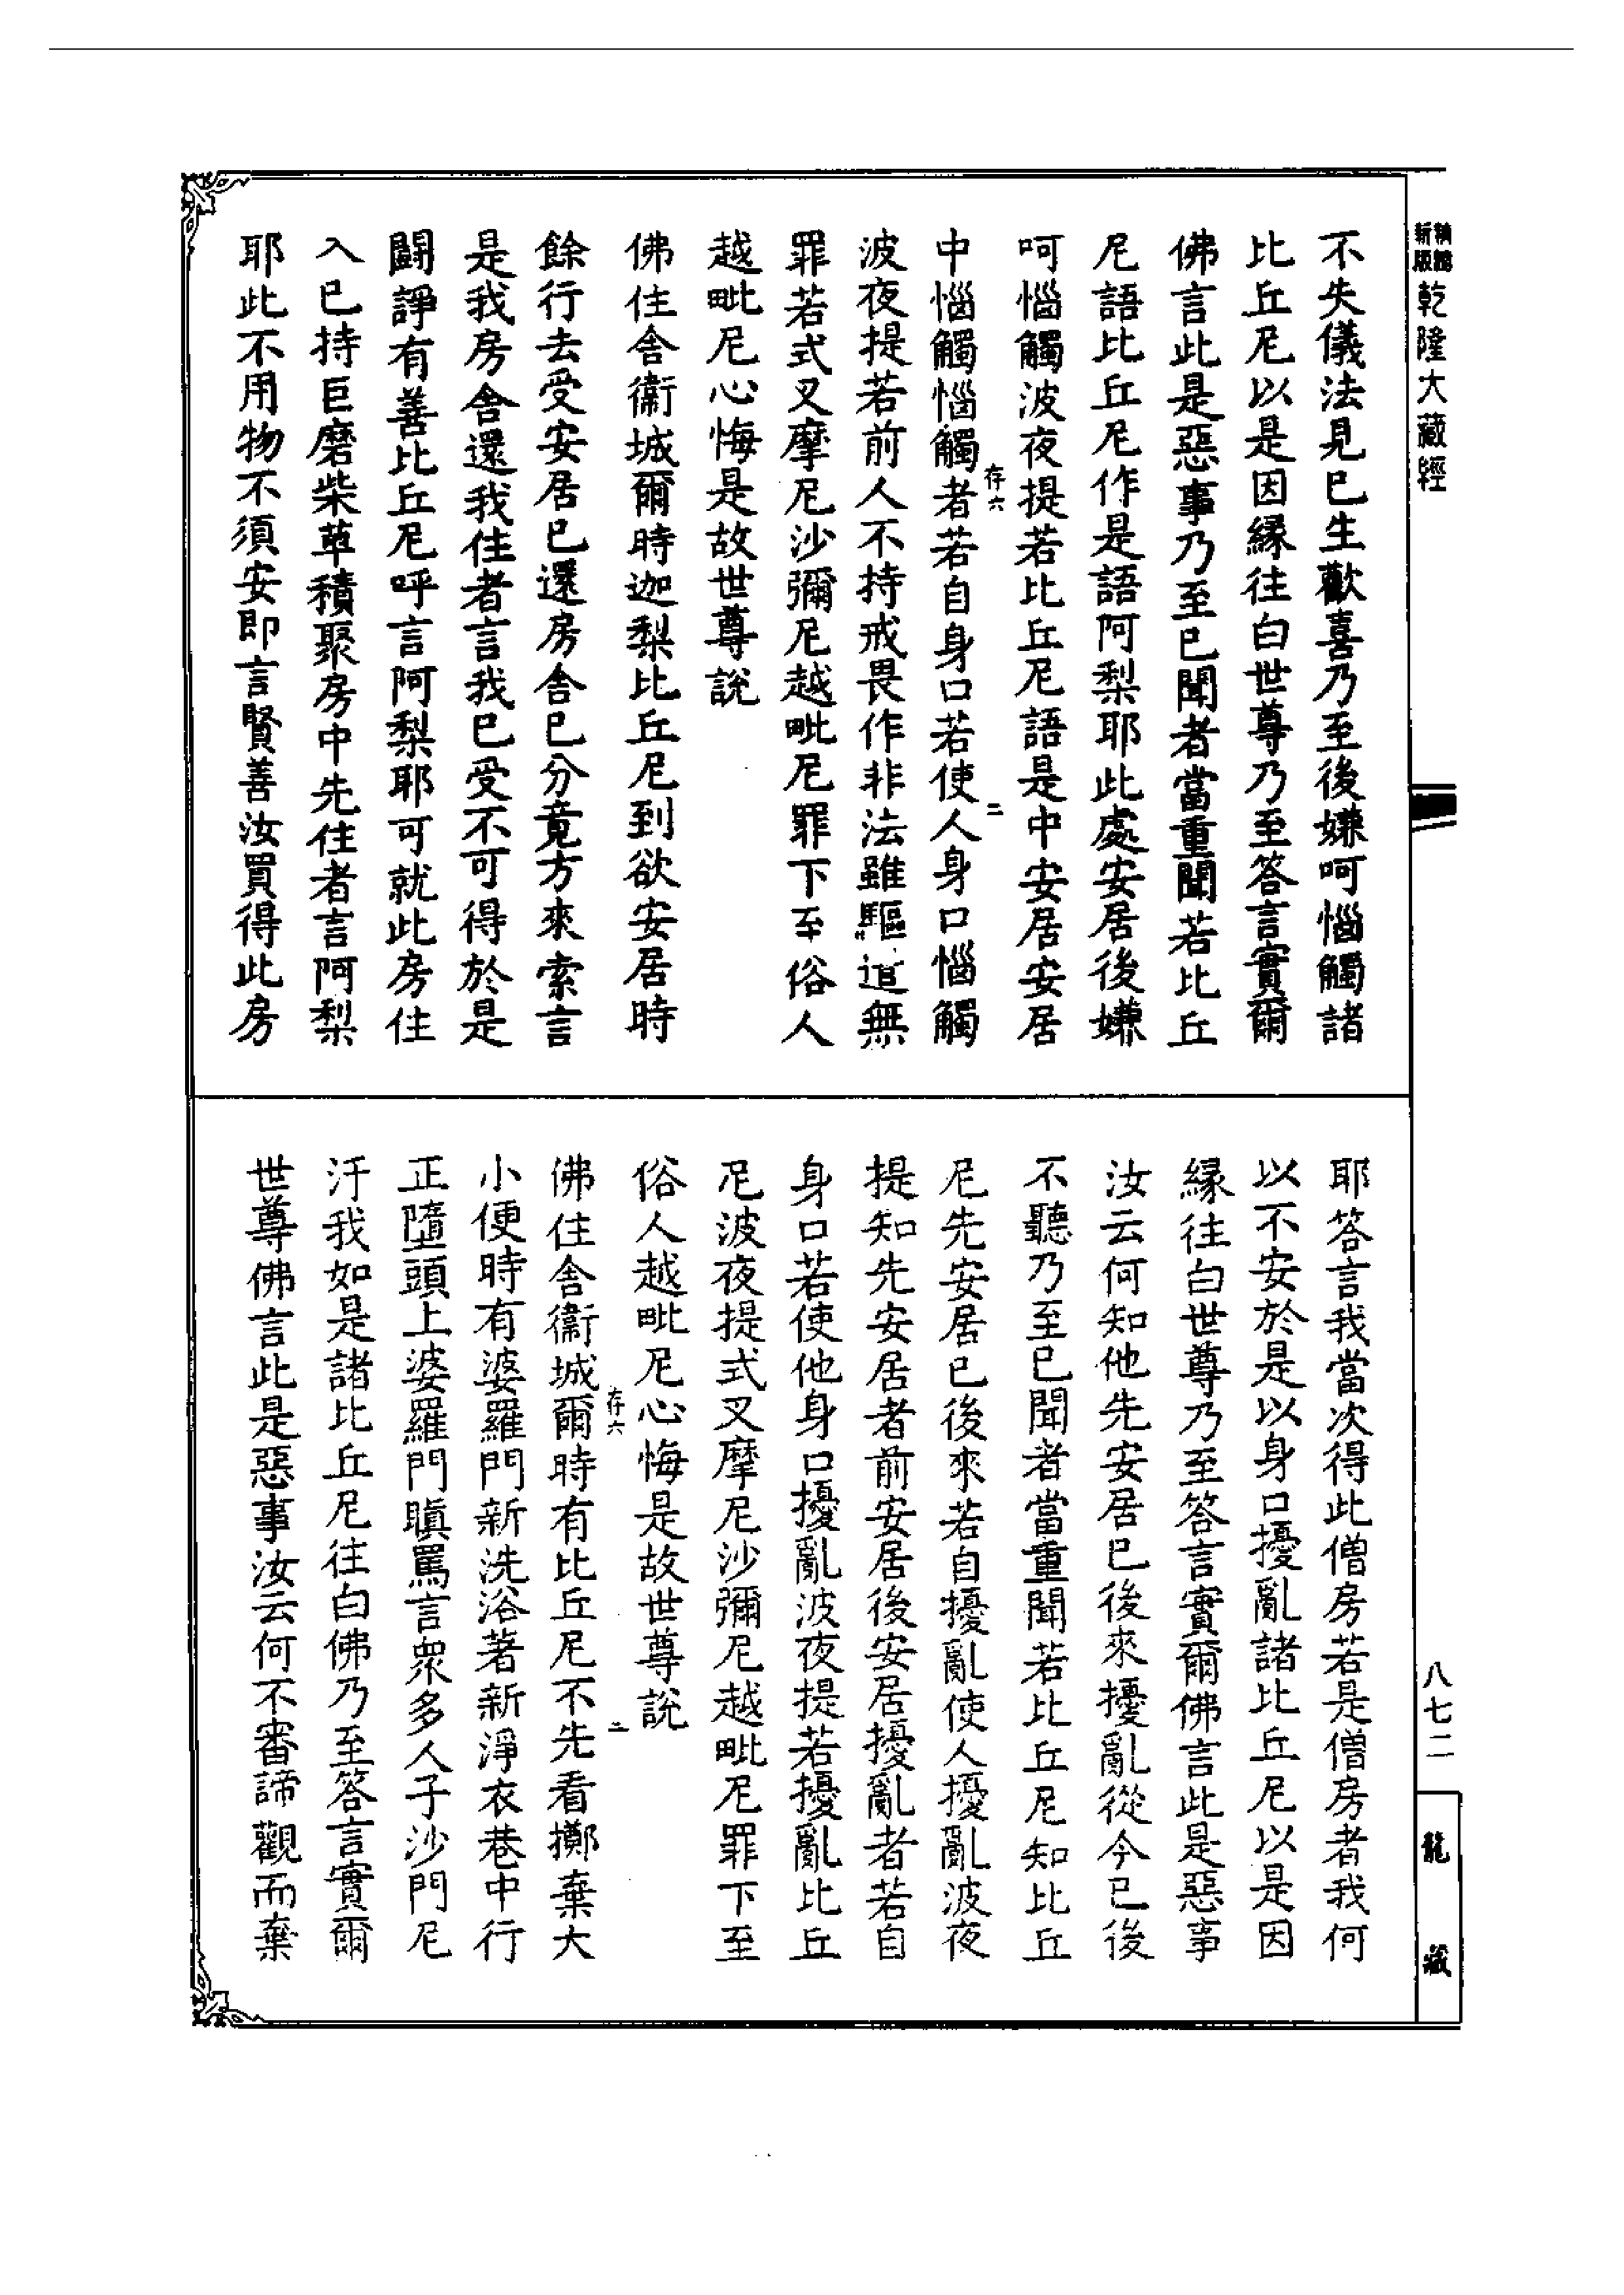 新版
精縮
乾隆大藏經
不失儀法見已生歡喜乃至後嫌呵惱觸諸
比丘尼以是因緣往白世尊乃至答言實爾
佛言此是惡事乃至已聞者當重聞若比丘
尼語比丘尼作是語阿梨耶此處安居後嫌
呵惱觸波夜提若比丘尼語是中安居安居
中惱觸惱觸者若自身口若使人身口惱觸
存六
二
波夜提若前人不持戒畏作非法雖驅遣無
罪若式叉摩尼沙彌尼越毗尼罪下至俗人
越毗尼心悔是故世尊說
佛住舍衛城爾時迦梨比丘尼到欲安居時
餘行去受安居已還房舍已分竟方來索言
是我房舍還我住者言我已受不可得於是
鬪諍有善比丘尼呼言阿梨耶可就此房住
入已持巨磨柴草積聚房中先住者言阿梨
耶此不用物不須安即言賢善汝買得此房
耶答言我當次得此僧房若是僧房者我何
以不安於是以身口擾亂諸比丘尼以是因
緣往白世尊乃至答言實爾佛言此是惡事
汝云何知他先安居已後來擾亂從今已後
不聽乃至已聞者當重聞若比丘尼知比丘
尼先安居已後來若自擾亂使人擾亂波夜
提知先安居者前安居後安居擾亂者若自
身口若使他身口擾亂波夜提若擾亂比丘
尼波夜提式叉摩尼沙彌尼越毗尼罪下至
俗人越毗尼心悔是故世尊說
存六
二
佛住舍衛城爾時有比丘尼不先看擲棄大
小便時有婆羅門新洗浴著新淨衣巷中行
正墮頭上婆羅門瞋罵言眾多人子沙門尼
汙我如是諸比丘尼往白佛乃至答言實爾
世尊佛言此是惡事汝云何不審諦觀而棄
八七二
龍藏